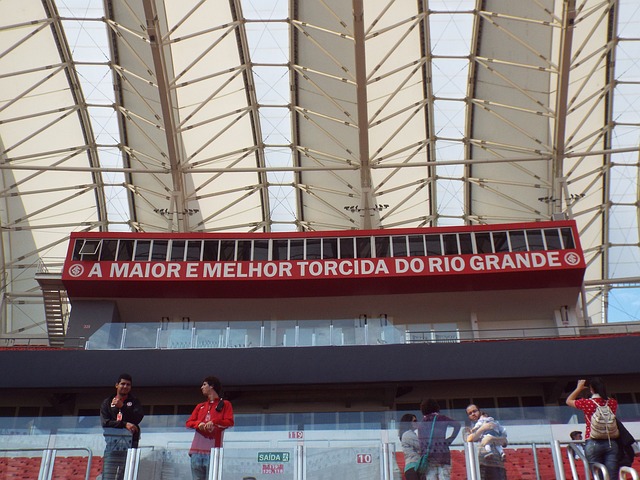 A MAIOR E MELHOR TORCIDA DO RIO GRANDE
119
SAÍDA
10